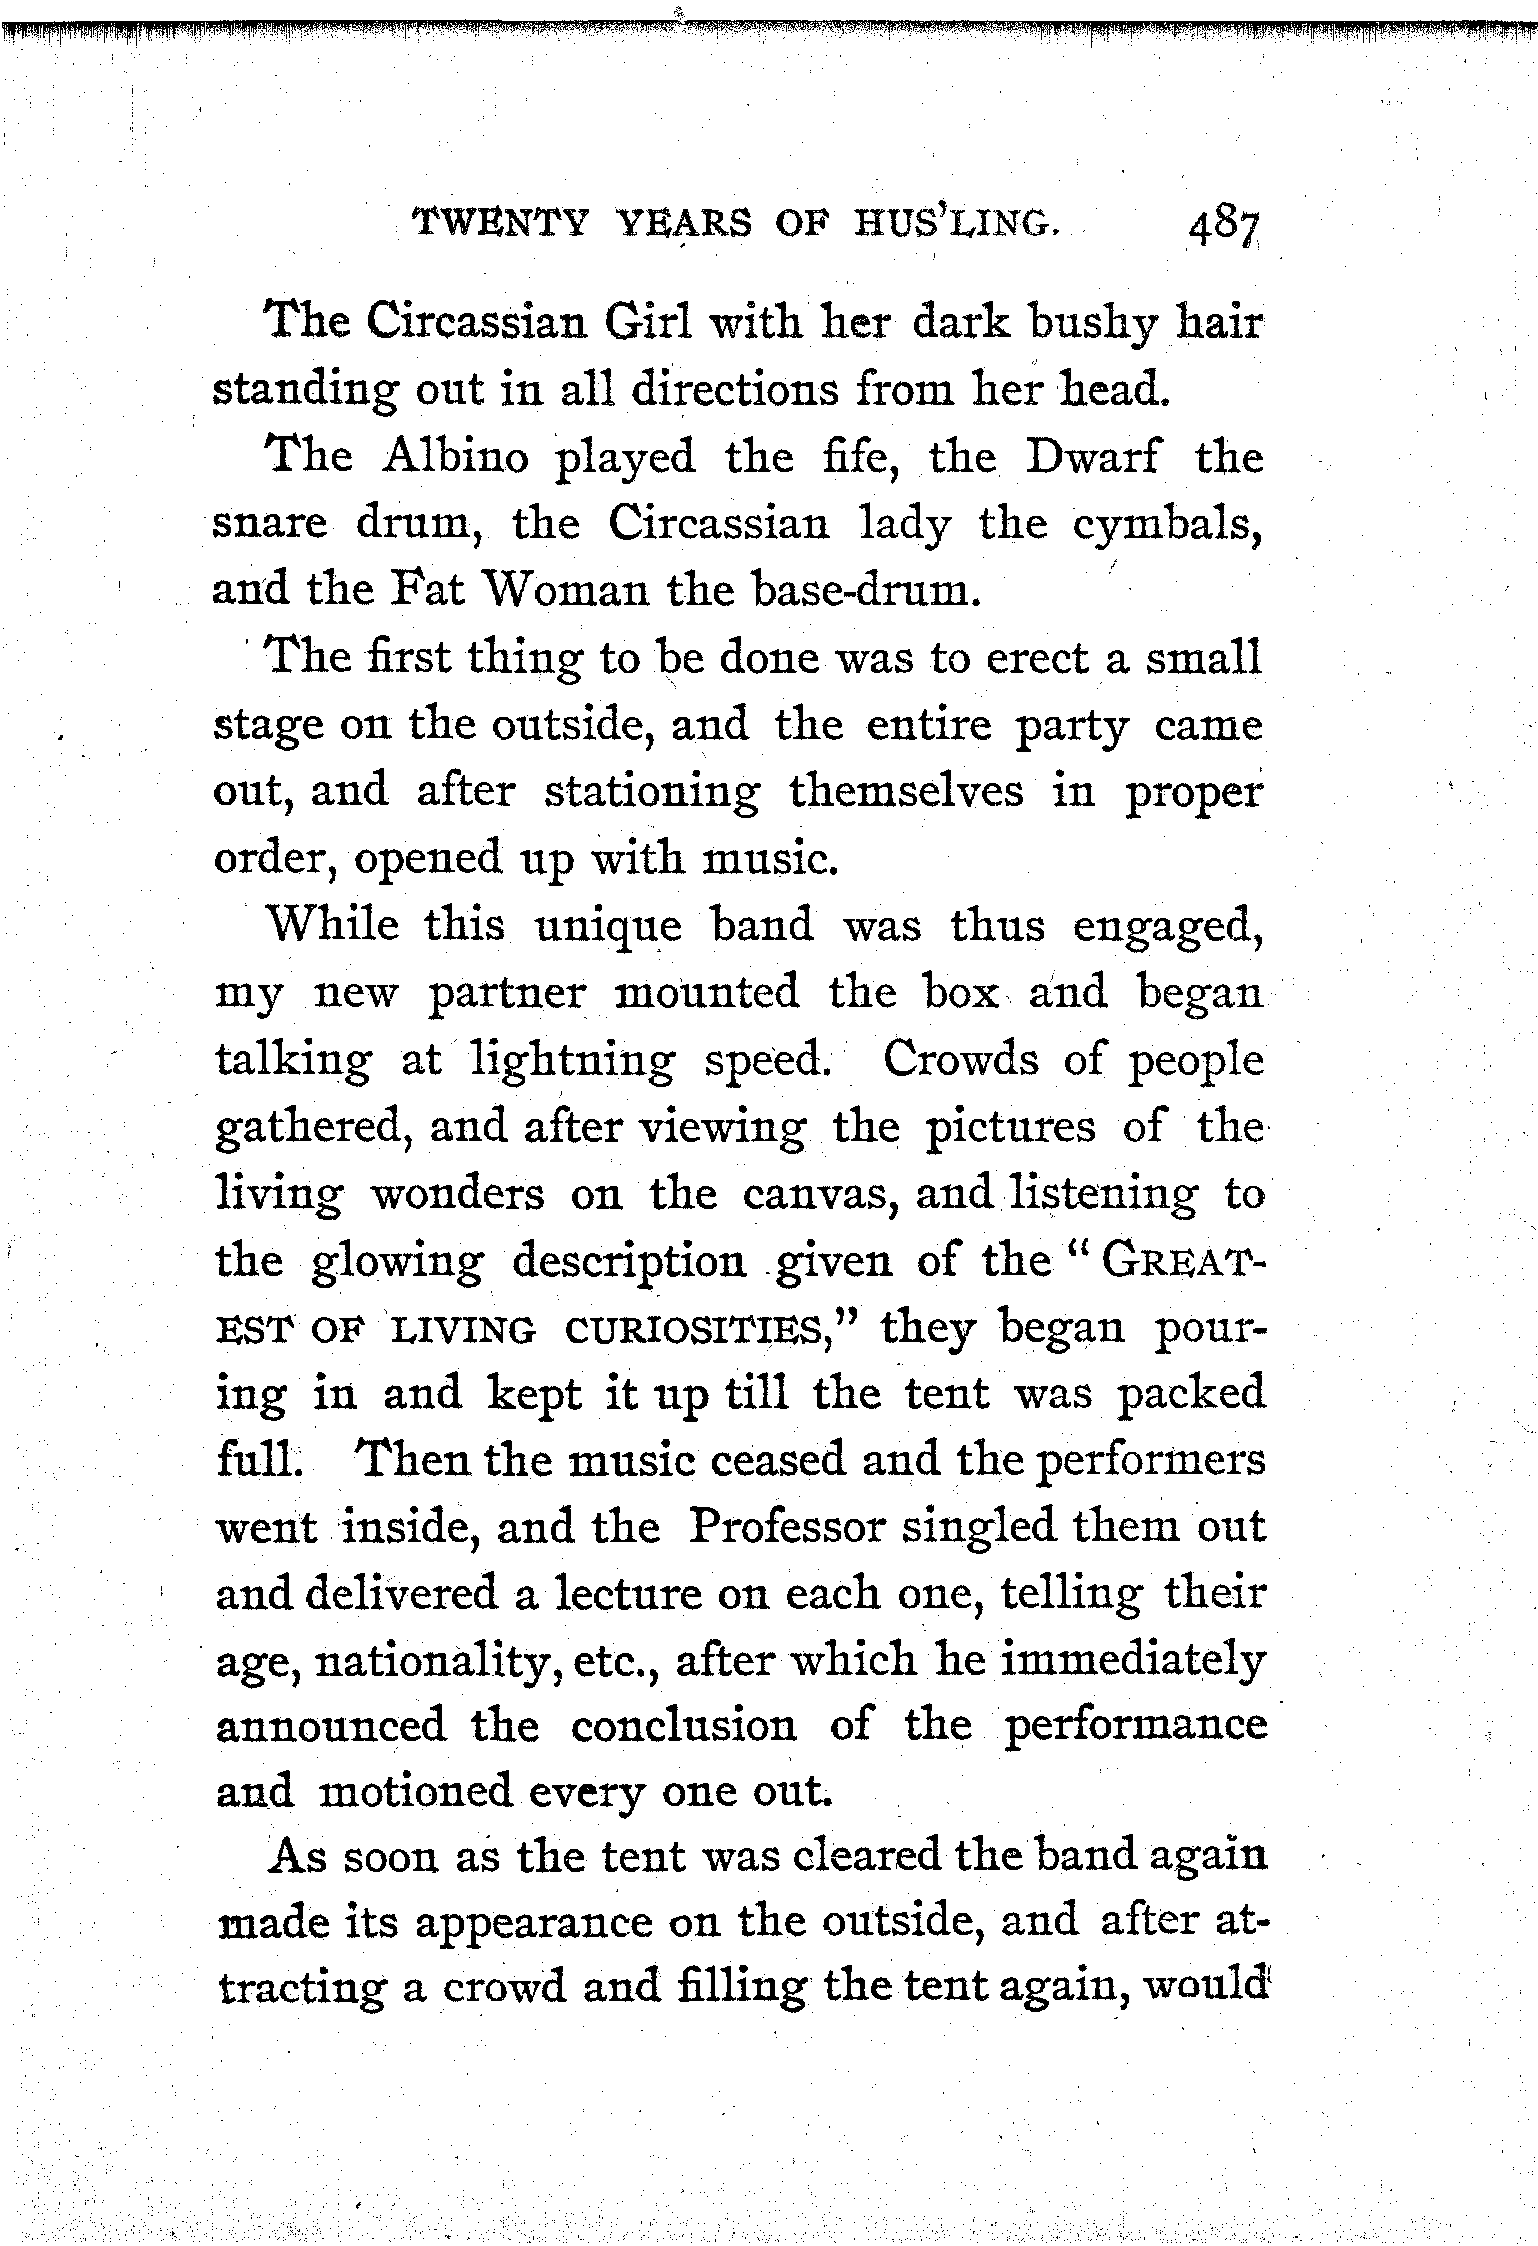 TWENTY YEARS OF HUS'LING. 487
The Circassian Girl with her dark bushy hair
standing out in all directions from her head.
The Albino played the fife, the Dwarf the
snare drum, the Circassian lady the cymbals,
and the Fat Woman the base-drum.
The first thing to be done was to erect a small
stage on the outside, and the entire party came
out, and after stationing themselves in proper
order, opened up with music.
While this unique band was thus engaged,
my new partner mounted the box and began
talking at lightning speed. Crowds of people
gathered, and after viewing the pictures of the
living wonders on the canvas, and listening to
the glowing description given of the "GREAT-
EST OF LIVING CURIOSITIES," they began pour-
ing in and kept it up till the tent was packed
full. Then the music ceased and the performers
went inside, and the Professor singled them out
and delivered a lecture on each one, telling their
age, nationality, etc., after which he immediately
announced the conclusion of the performance
and motioned every one out.
As soon as the tent was cleared the band again
made its appearance on the outside, and after at-
tracting a crowd and filling the tent again, would